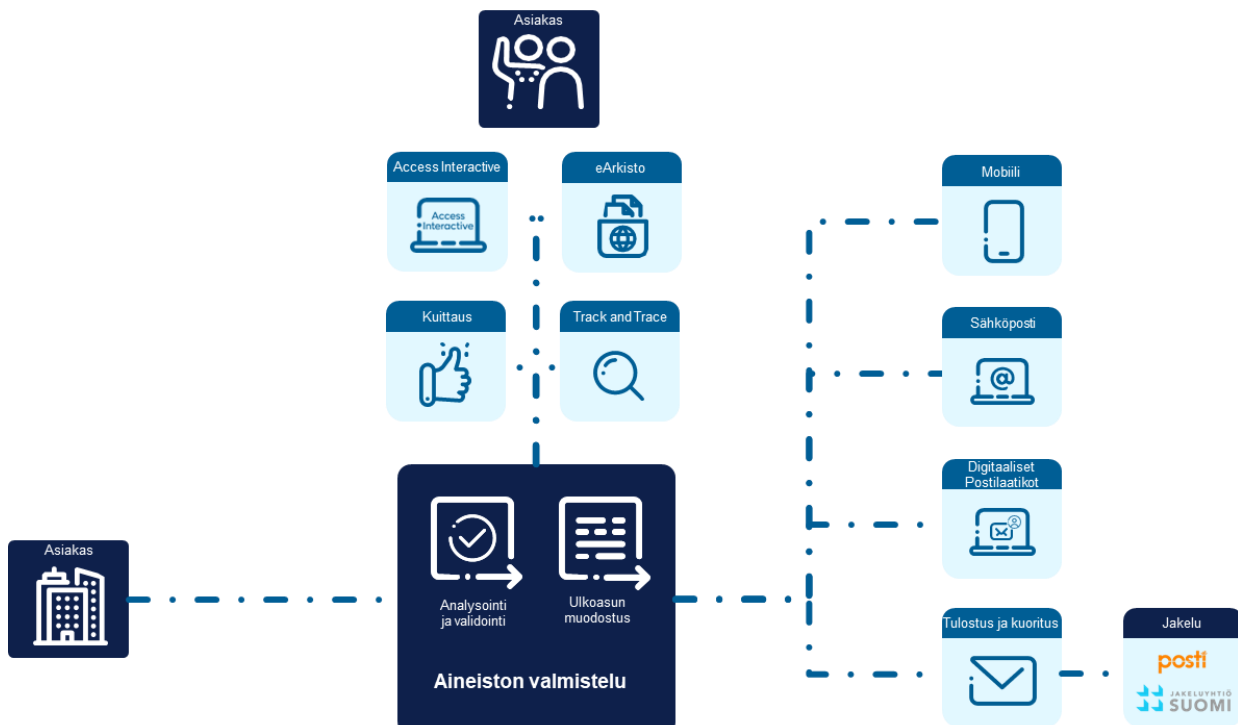 Asiakas
Access Interactive
eArkisto
Mobiili
Access
Interactive
Kuittaus
Track and Trace
Sähköposti
@
Digitaaliset
Postilaatikot
Asiakas
Analysointi
ja validointi
Ulkoasun
muodostus
Aineiston valmistelu
Tulostus ja kuoritus
Jakelu
posti
JAKELUYHTIÖ
SUOMI